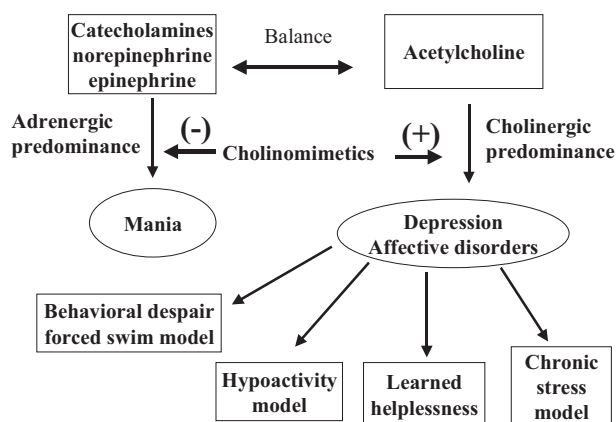 Catecholamines
norepinephrine
epinephrine
Balance
Acetylcholine
Adrenergic
predominance
(-)
Cholinomimetics
(+)
Cholinergic
predominance
Mania
Depression
Affective disorders
Behavioral despair
forced swim model
Hypoactivity
model
Learned
helplessness
Chronic
stress
model